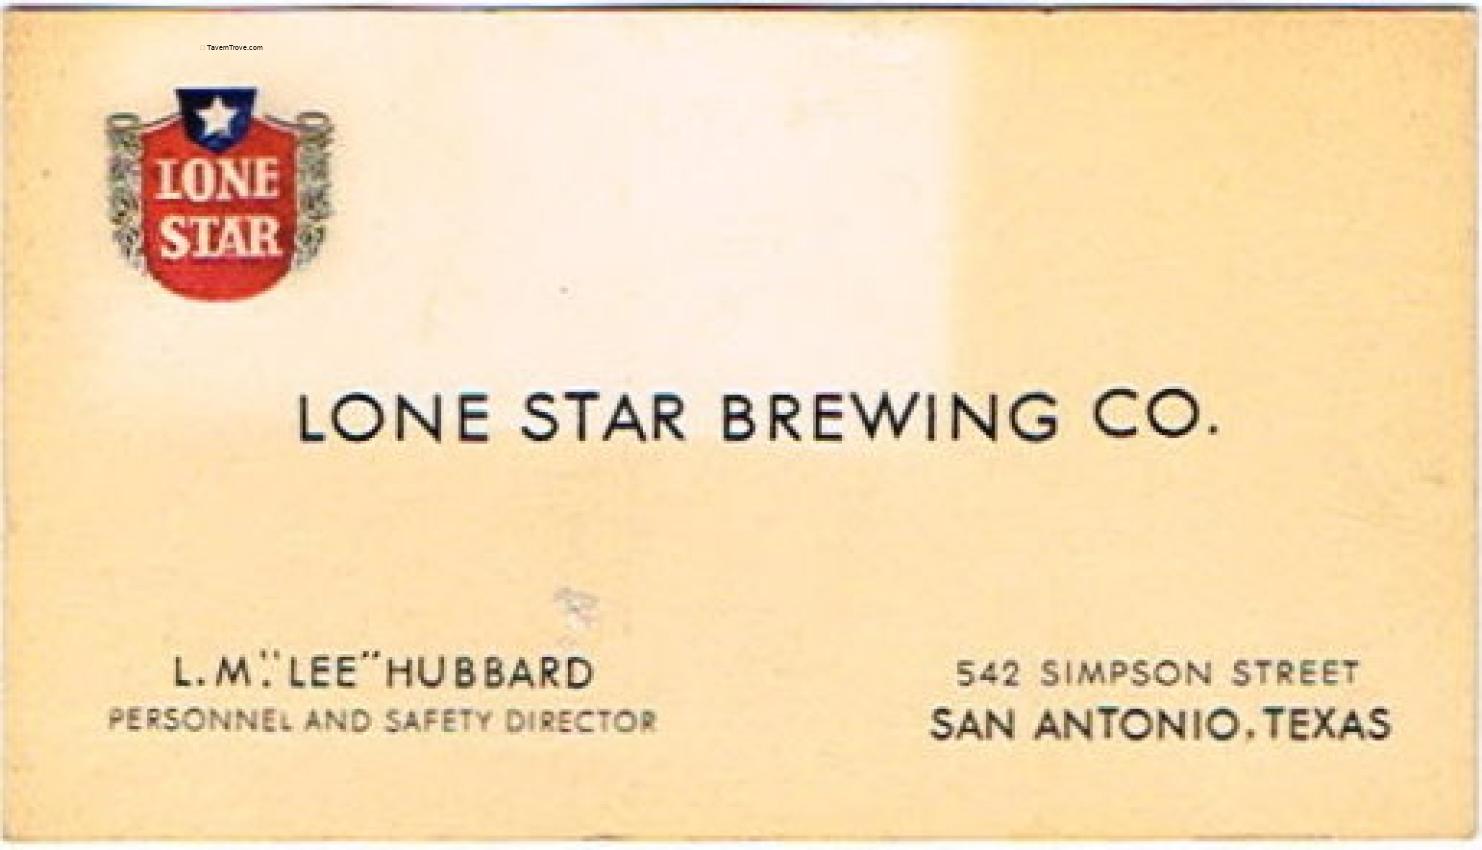 TavernTrove.com
LONE
STAR
LONE STAR BREWING CO.
L. M. "LEE" HUBBARD
PERSONNEL AND SAFETY DIRECTOR
542 SIMPSON STREET
SAN ANTONIO, TEXAS